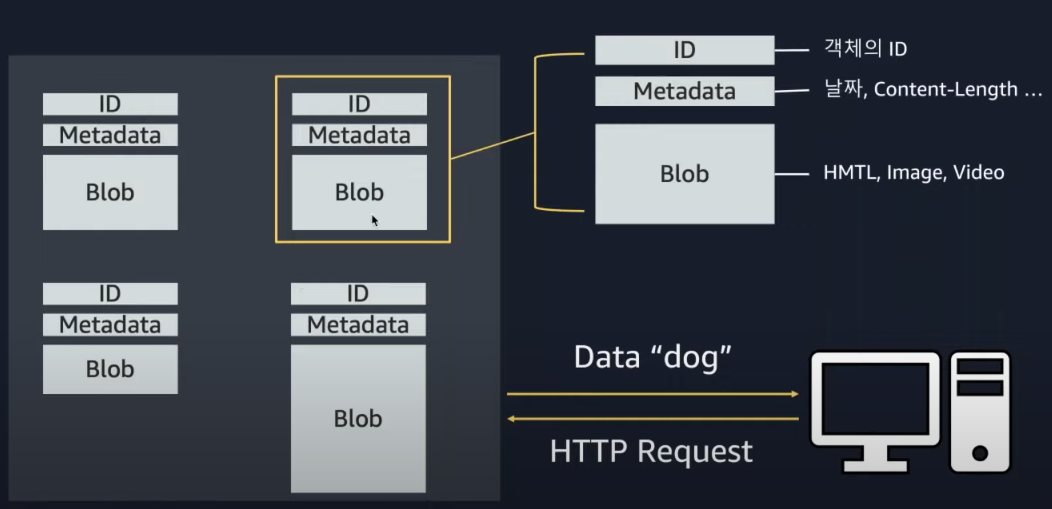 ID
Metadata
Blob
ID
Metadata
Blob
ID
Metadata
Blob
ID
Metadata
Blob
ID
객체의 ID
Metadata
날짜, Content-Length ...
Blob
HMTL, Image, Video
Data “dog”
HTTP Request